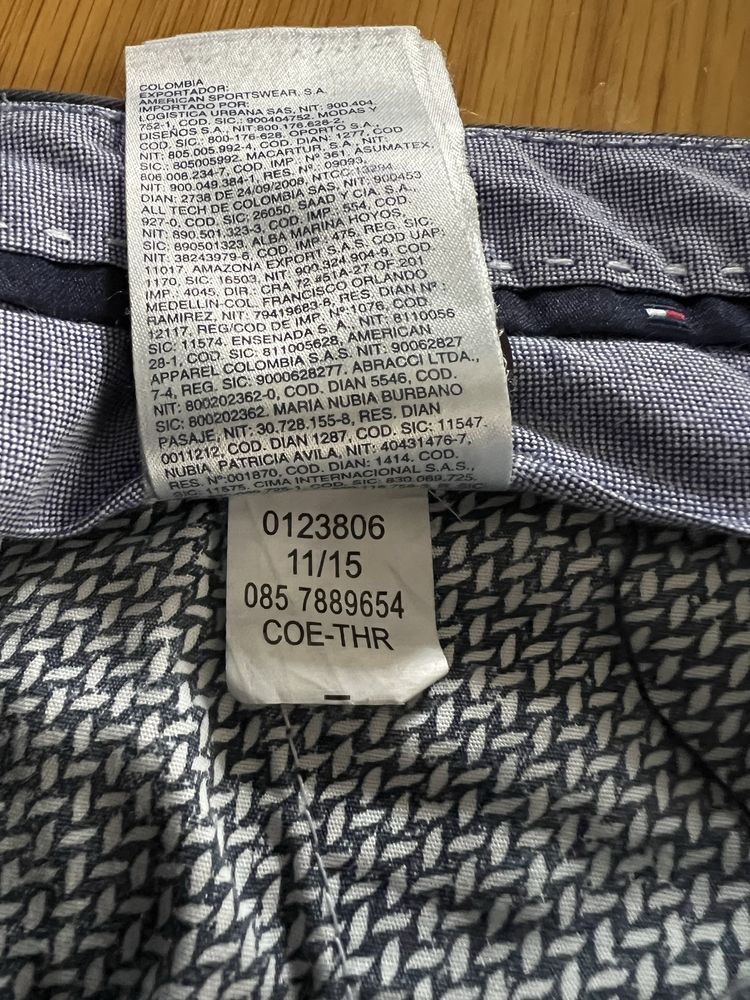 COLOMBIA
EXPORTADOR:
AMERICAN SPORTSWEAR, S.A.
IMPORTADO POR:
LOGISTICA URBANA SAS, NIT: 900.404.
752-1, COD. SIC: 900404752, MODAS Y
DISEÑOS S.A., NIT:800.176.628-2,
SIC: 800-176-628, OPORTO S.A.,
NIT: 805.005.992-4, COD. DIAN: 1277, COD
SIC.: 805005992, MACARTUR, S.A., NIT:
806.008.234-7, COD. IMP. Nº 361, ASUMATEX,
NIT: 900.049.384-1, RES. Nº: 09093,
DIAN: 2738 DE 24/09/2008, NTCC: 13294
ALL TECH DE COLOMBIA SAS, NIT: 900453
927-0, COD. SIC: 26050, SAAD Y CIA, S.A.
NIT: 890.501.323-3, COD. IMP.: 554, COD.
SIC: 890501323, ALBA MARINA HOYOS,
NIT: 38243979-6, COD. IMP: 475, REG. SIC.
11017, AMAZONA EXPORT S.A.S, COD IJAP.
1170, SIC: 16503, NIT: 900.924.904-9, COD.
IMP: 4045, DIR.: CRA 72 #51A-27 OF 201
MEDELLIN-COL, FRANCISCO ORLANDO
RAMIREZ, NIT: 79419683-8, RES. DIAN Nº:
12117, REG/COD DE IMP: Nº-1076, COD.
SIC: 11574, ENSENADA S. A., NIT: 8110056
28-1, COD. SIC: 811005628, AMERICAN
APPAREL COLOMBIA S.A.S. NIT: 90062827
7-4, REG. SIC: 9000628277, ABRACCI LTDA.,
NIT: 800202362-0, COD. DIAN 5546, COD.
SIC: 800202362, MARIA NUBIA BURBANO
PASAJE, NIT: 30.728.155-8, RES. DIAN
0011212, COD. DIAN 1287, COD. SIC: 11547,
NUBIA, PATRICIA AVILA, NIT: 40431476-7,
RES. Nº:001870, COD. DIAN: 1414, COD.
SIC: 11575, CIMA INTERNACIONAL S.A.S.,
COD. SIC: 830.069.725,
0123806
11/15
085 7889654
COE-THR